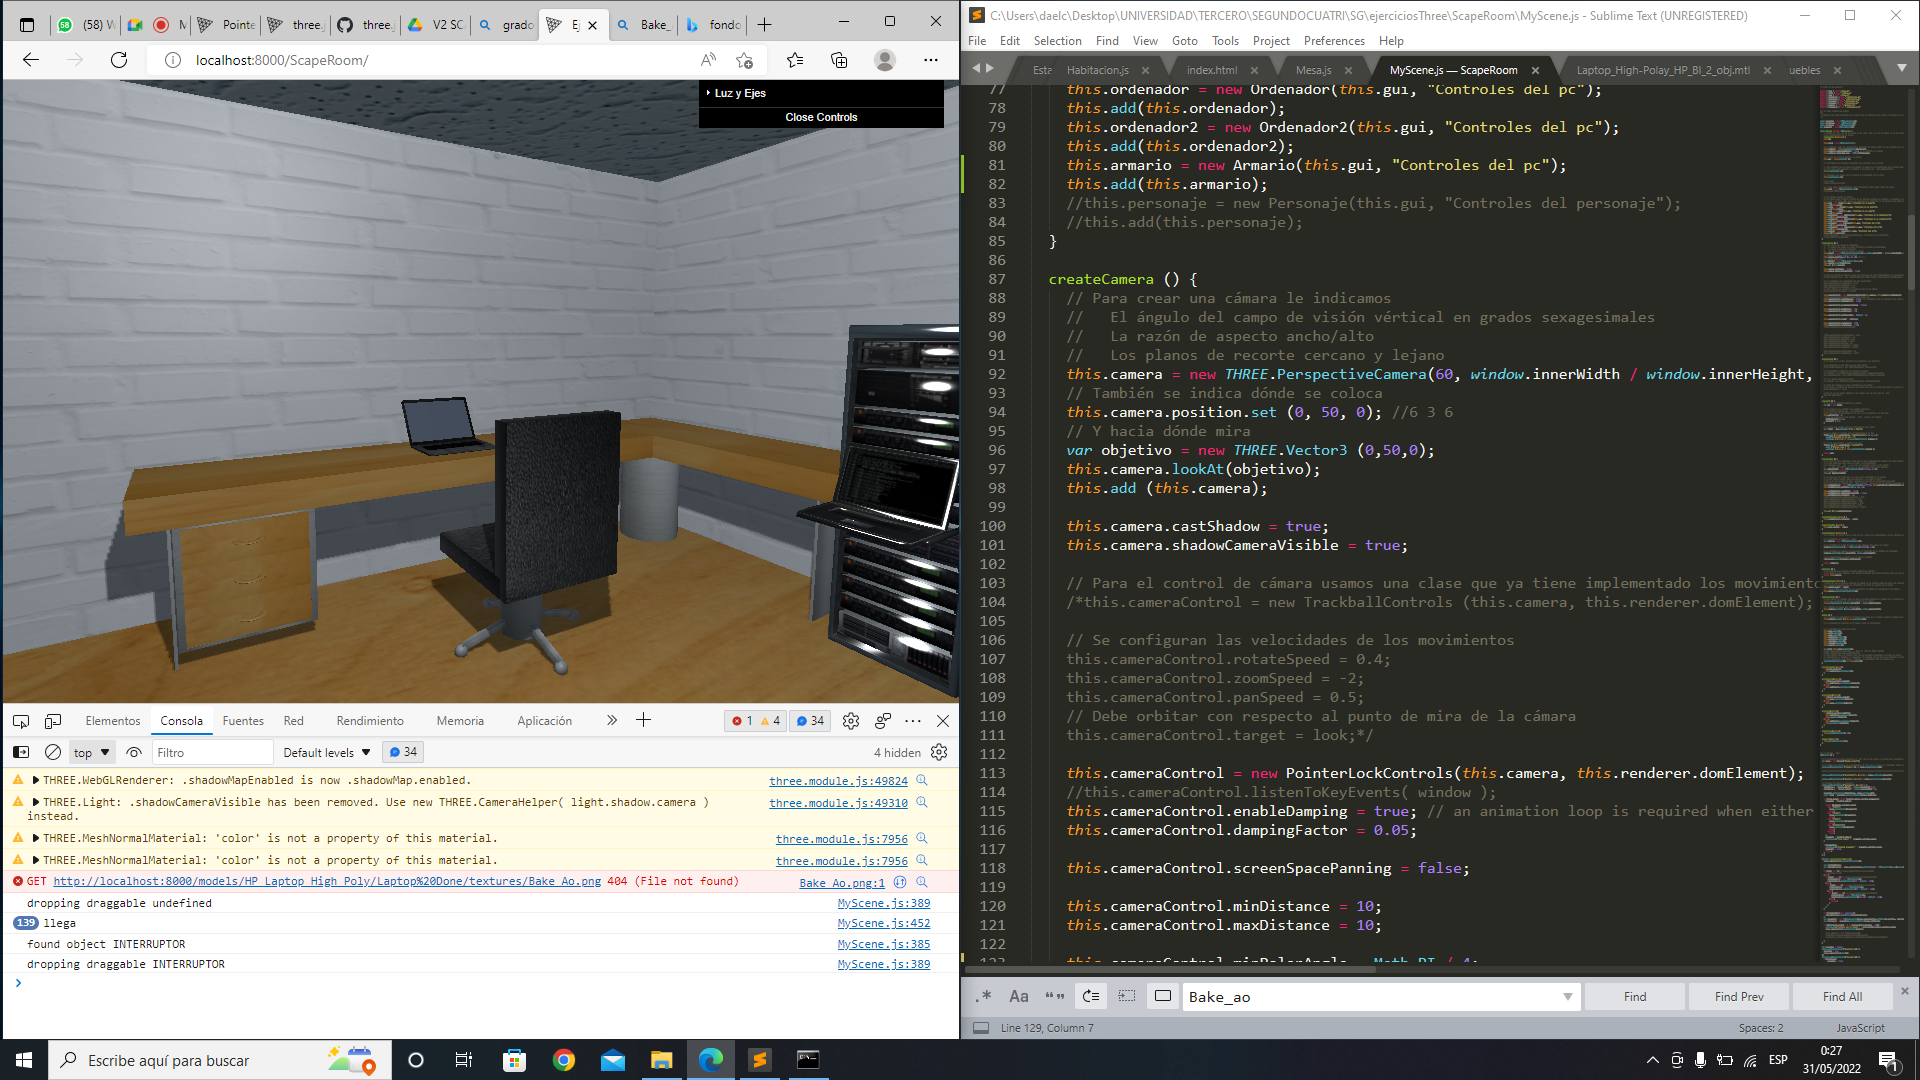 (58) W
M
Pointe
three.
three.
V2 SC
grado
Ej
Bake_
fondo
localhost:8000/ScapeRoom/
Luz y Ejes
Close Controls
Elementos
Consola
Fuentes
Red
Rendimiento
Memoria
Aplicación
1
4
34
top
Filtro
Default levels
34
4 hidden
THREE.WebGLRenderer: .shadowMapEnabled is now .shadowMap.enabled.
three.module.js:49824
THREE.Light: .shadowCameraVisible has been removed. Use new THREE.CameraHelper( light.shadow.camera )
three.module.js:49310
instead.
THREE.MeshNormalMaterial: 'color' is not a property of this material.
three.module.js:7956
THREE.MeshNormalMaterial: 'color' is not a property of this material.
three.module.js:7956
GET http://localhost:8000/models/HP_Laptop_High_Poly/Laptop%20Done/textures/Bake_Ao.png 404 (File not found)
Bake_Ao.png:1
dropping draggable undefined
MyScene.js:389
139 llega
MyScene.js:452
found object INTERRUPTOR
MyScene.js:385
dropping draggable INTERRUPTOR
MyScene.js:389
C:\Users\daelc\Desktop\UNIVERSIDAD\TERCERO\SEGUNDOCUATRI\SG\ejerciciosThree\ScapeRoom\MyScene.js - Sublime Text (UNREGISTERED)
File Edit Selection Find View Goto Tools Project Preferences Help
Esta
Habitacion.js
index.html
Mesa.js
MyScene.js — ScapeRoom
Laptop_High-Polay_HP_BI_2_obj.mtl
uebles
77 this.ordenador = new Ordenador(this.gui, "Controles del pc");
78 this.add(this.ordenador);
79 this.ordenador2 = new Ordenador2(this.gui, "Controles del pc");
80 this.add(this.ordenador2);
81 this.armario = new Armario(this.gui, "Controles del pc");
82 this.add(this.armario);
83 //this.personaje = new Personaje(this.gui, "Controles del personaje");
84 //this.add(this.personaje);
85 }
86
87 createCamera () {
88 // Para crear una cámara le indicamos
89 // El ángulo del campo de visión vértical en grados sexagesimales
90 // La razón de aspecto ancho/alto
91 // Los planos de recorte cercano y lejano
92 this.camera = new THREE.PerspectiveCamera(60, window.innerWidth / window.innerHeight,
93 // También se indica dónde se coloca
94 this.camera.position.set (0, 50, 0); //6 3 6
95 // Y hacia dónde mira
96 var objetivo = new THREE.Vector3 (0,50,0);
97 this.camera.lookAt(objetivo);
98 this.add (this.camera);
99
100 this.camera.castShadow = true;
101 this.camera.shadowCameraVisible = true;
102
103 // Para el control de cámara usamos una clase que ya tiene implementado los movimiento
104 /*this.cameraControl = new TrackballControls (this.camera, this.renderer.domElement);
105
106 // Se configuran las velocidades de los movimientos
107 this.cameraControl.rotateSpeed = 0.4;
108 this.cameraControl.zoomSpeed = -2;
109 this.cameraControl.panSpeed = 0.5;
110 // Debe orbitar con respecto al punto de mira de la cámara
111 this.cameraControl.target = look;*/
112
113 this.cameraControl = new PointerLockControls(this.camera, this.renderer.domElement);
114 //this.cameraControl.listenToKeyEvents( window );
115 this.cameraControl.enableDamping = true; // an animation loop is required when either
116 this.cameraControl.dampingFactor = 0.05;
117
118 this.cameraControl.screenSpacePanning = false;
119
120 this.cameraControl.minDistance = 10;
121 this.cameraControl.maxDistance = 10;
122
123 this.cameraControl.minPolarAngle = Math.PI / 4;
Bake_ao
Find
Find Prev
Find All
Line 129, Column 7
Spaces: 2
JavaScript
Escribe aquí para buscar
ESP
0:27
31/05/2022
1